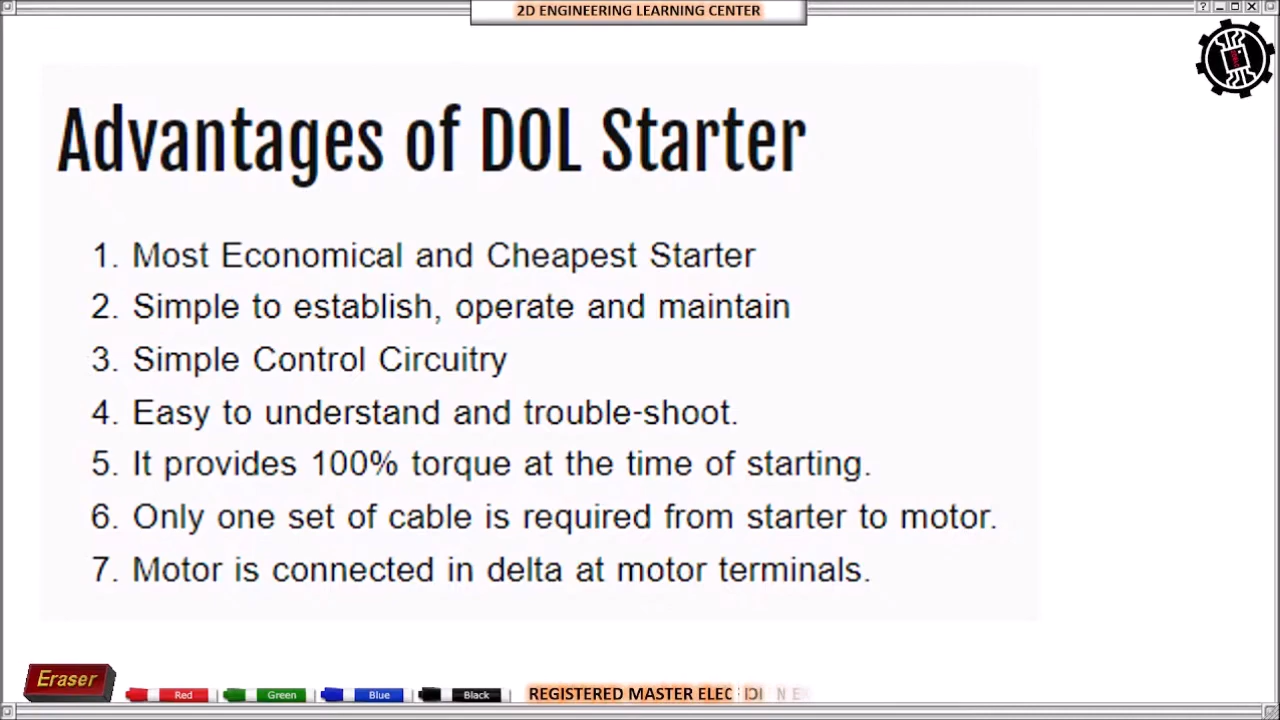 2D ENGINEERING LEARNING CENTER
Advantages of DOL Starter
1. Most Economical and Cheapest Starter
2. Simple to establish, operate and maintain
3. Simple Control Circuitry
4. Easy to understand and trouble-shoot.
5. It provides 100% torque at the time of starting.
6. Only one set of cable is required from starter to motor.
7. Motor is connected in delta at motor terminals.
Eraser
Red
Green
Blue
Black
REGISTERED MASTER ELEC